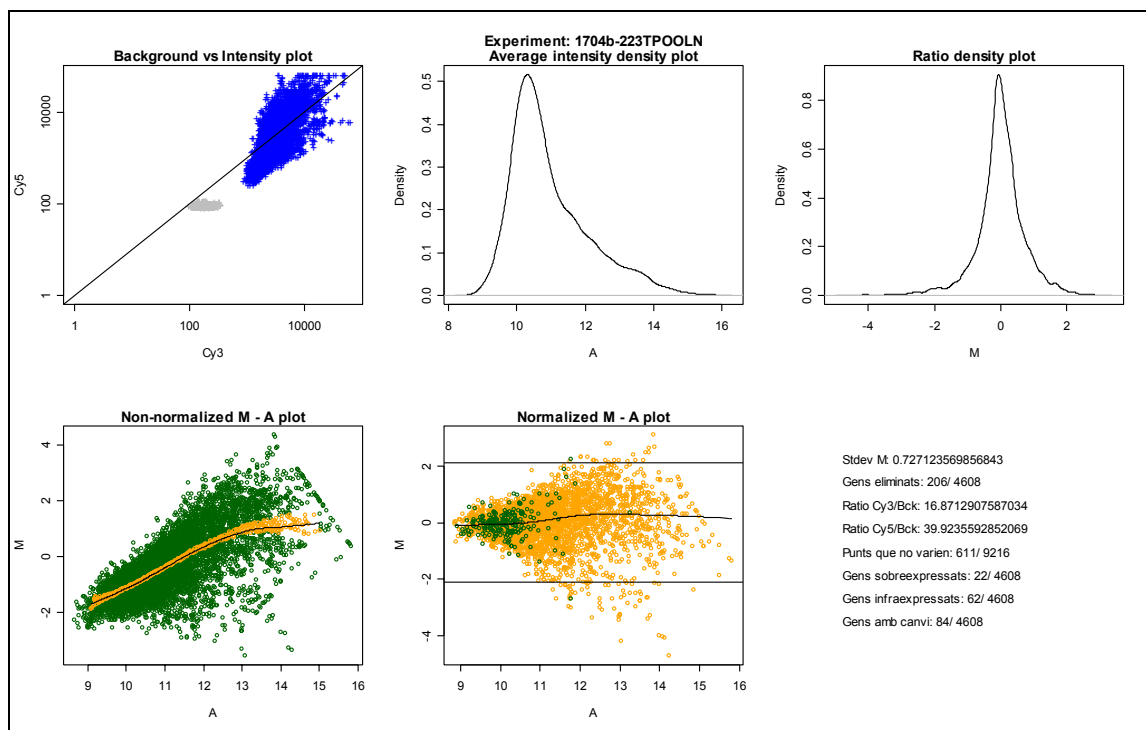 Experiment: 1704b-223TPOOLN
Background vs Intensity plot
Cy5
10000
100
1
1
100
10000
Cy3
Average intensity density plot
Density
0.5
0.4
0.3
0.2
0.1
0.0
8
10
12
14
16
A
Ratio density plot
Density
0.8
0.6
0.4
0.2
0.0
-4
-2
0
2
M
Non-normalized M - A plot
M
4
2
0
-2
9
10
11
12
13
14
15
16
A
Normalized M - A plot
M
2
0
-2
-4
9
10
11
12
13
14
15
16
A
Stdev M: 0.727123569856843
Gens eliminats: 206/ 4608
Ratio Cy3/Bck: 16.8712907587034
Ratio Cy5/Bck: 39.9235592852069
Punts que no varien: 611/ 9216
Gens sobreexpressats: 22/ 4608
Gens infraexpressats: 62/ 4608
Gens amb canvi: 84/ 4608